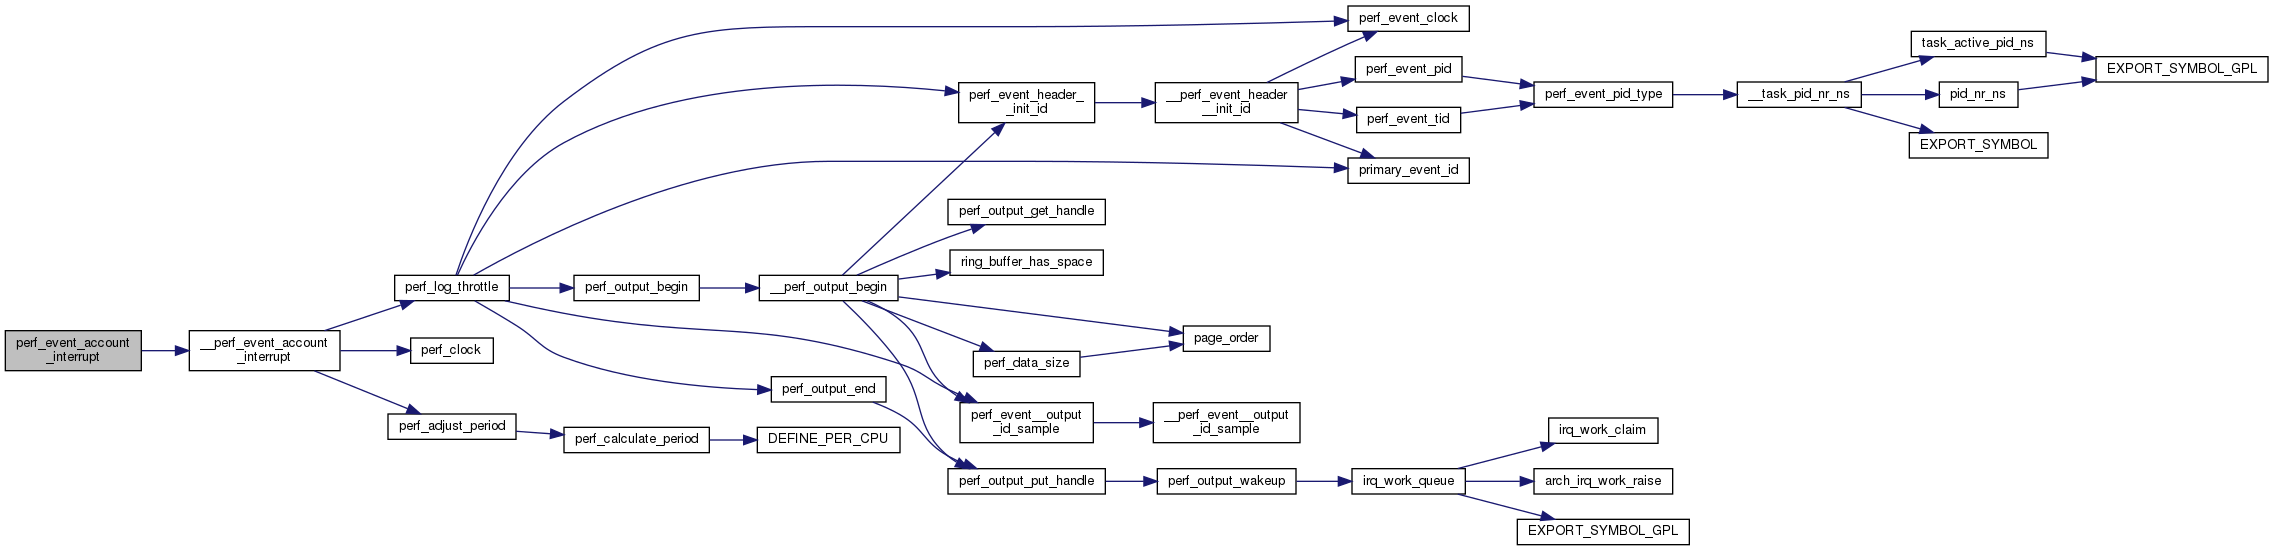 perf_event_account
_interrupt
__perf_event_account
_interrupt
perf_log_throttle
perf_clock
perf_adjust_period
perf_output_begin
perf_calculate_period
__perf_output_begin
perf_output_end
DEFINE_PER_CPU
perf_event_header_
_init_id
perf_output_get_handle
ring_buffer_has_space
perf_data_size
perf_event__output
_id_sample
perf_output_put_handle
__perf_event_header
__init_id
page_order
__perf_event__output
_id_sample
perf_output_wakeup
perf_event_clock
perf_event_pid
perf_event_tid
primary_event_id
irq_work_queue
perf_event_pid_type
irq_work_claim
arch_irq_work_raise
EXPORT_SYMBOL_GPL
__task_pid_nr_ns
task_active_pid_ns
pid_nr_ns
EXPORT_SYMBOL
EXPORT_SYMBOL_GPL